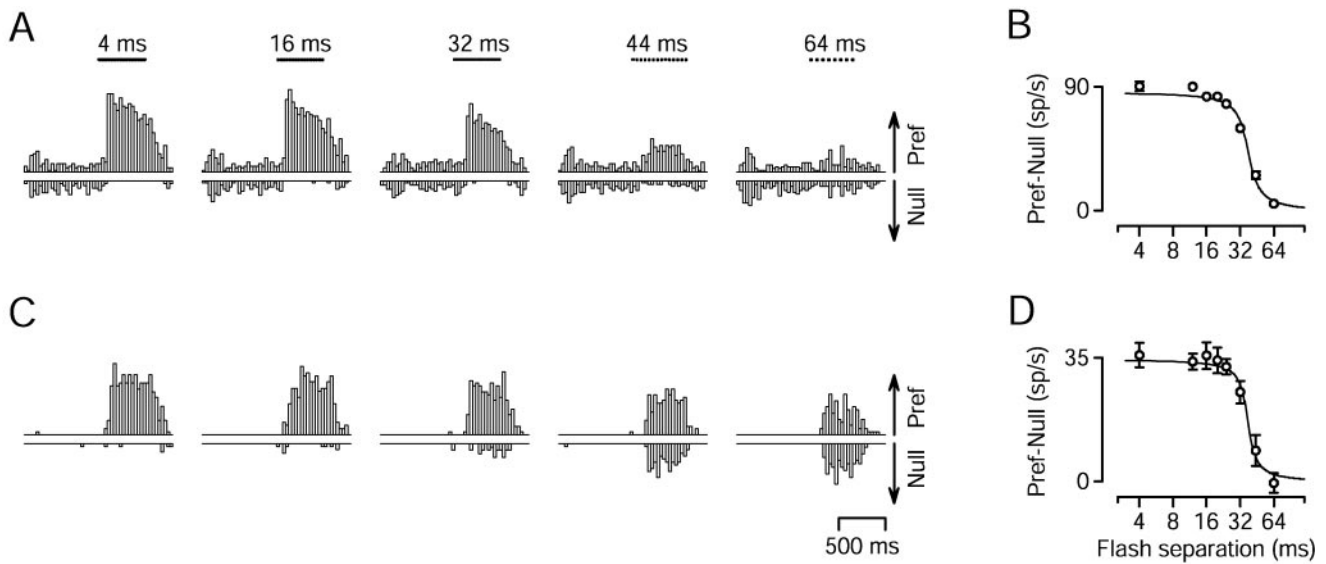 A
4 ms 16 ms 32 ms 44 ms 64 ms
Pref
Null
B
90
0
Pref-Null (sp/s)
4 8 16 32 64
C
Pref
Null
500 ms
D
35
0
Pref-Null (sp/s)
4 8 16 32 64
Flash separation (ms)